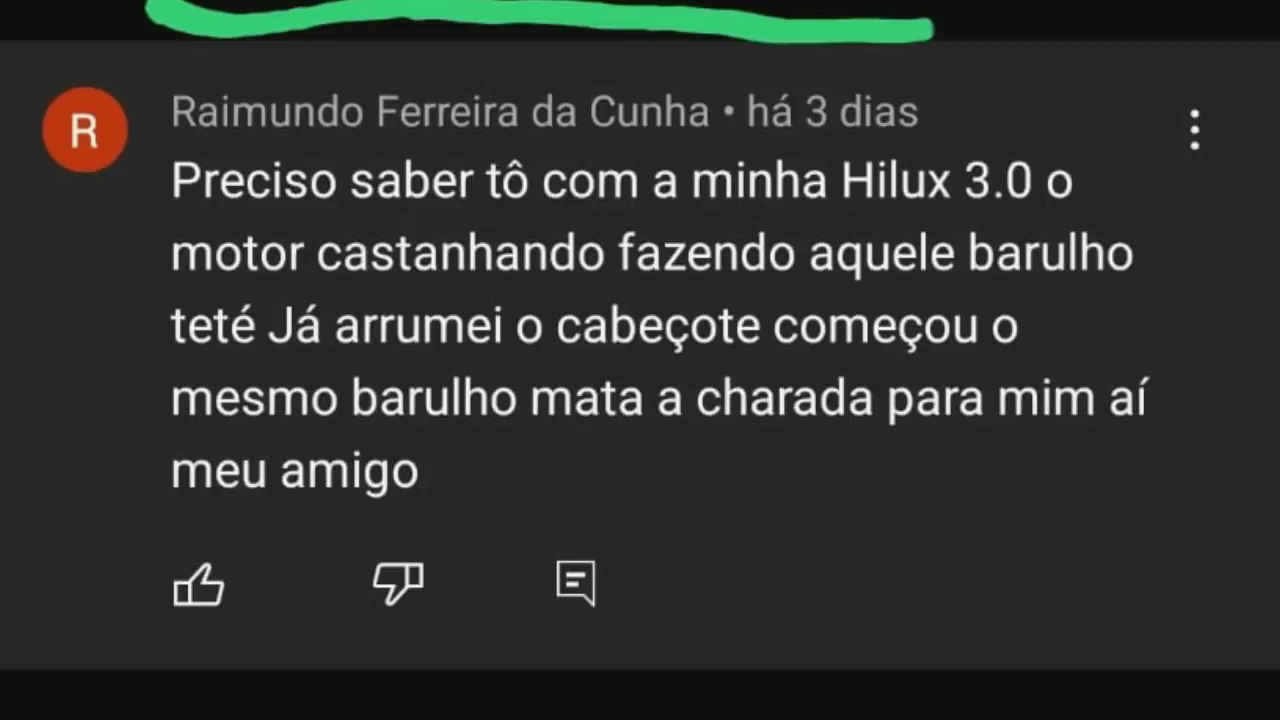 R
Raimundo Ferreira da Cunha • há 3 dias
Preciso saber tô com a minha Hilux 3.0 o
motor castanhando fazendo aquele barulho
teté Já arrumei o cabeçote começou o
mesmo barulho mata a charada para mim aí
meu amigo